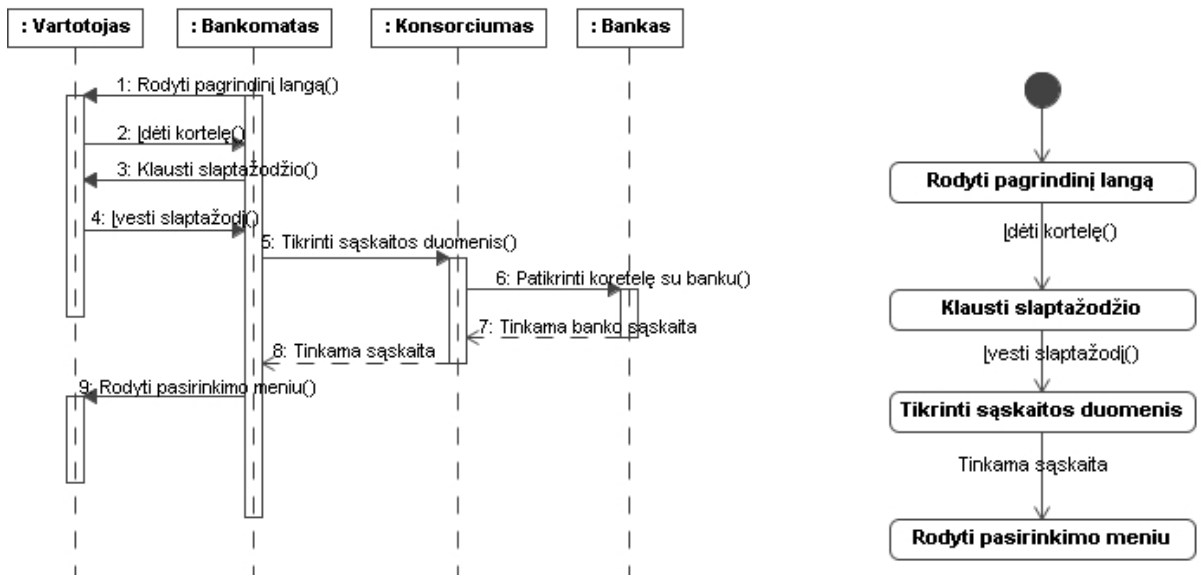 : Vartotojas
: Bankomatas
: Konsorciumas
: Bankas
1: Rodyti pagrindinį langą()
2: Įdėti kortelę()
3: Klausti slaptažodžio()
4: Įvesti slaptažodį()
5: Tikrinti sąskaitos duomenis()
6: Patikrinti koretelę su banku()
7: Tinkama banko sąskaita
8: Tinkama sąskaita
9: Rodyti pasirinkimo meniu()
Rodyti pagrindinį langą
Įdėti kortelę()
Klausti slaptažodžio
Įvesti slaptažodį()
Tikrinti sąskaitos duomenis
Tinkama sąskaita
Rodyti pasirinkimo meniu